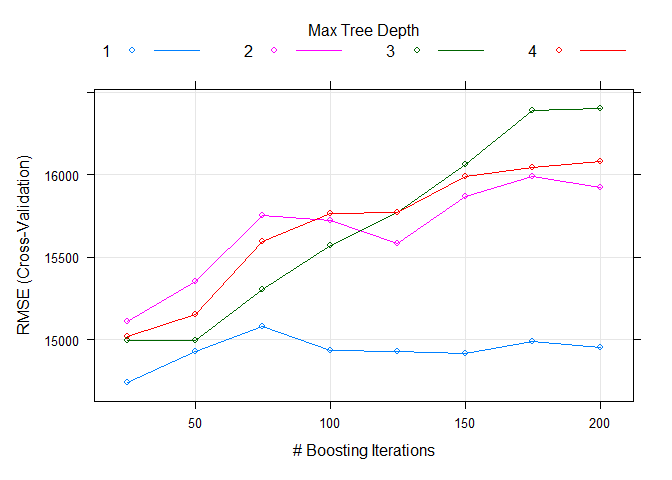 Max Tree Depth
1 2 3 4
RMSE (Cross-Validation)
16000
15500
15000
50 100 150 200
# Boosting Iterations